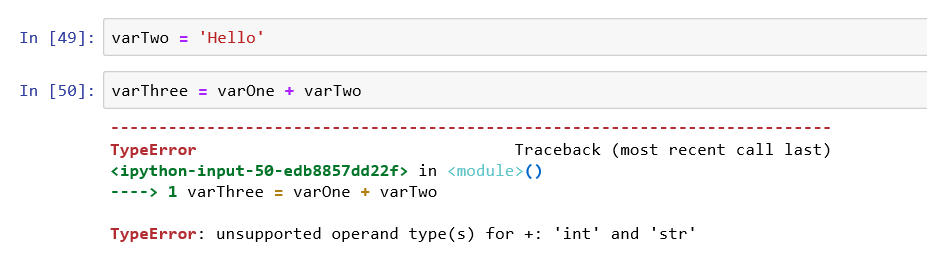 In [49]: varTwo = 'Hello'
In [50]: varThree = varOne + varTwo
---------------------------------------------------------------------------
TypeError                                 Traceback (most recent call last)
<ipython-input-50-edb8857dd22f> in <module>()
----> 1 varThree = varOne + varTwo
TypeError: unsupported operand type(s) for +: 'int' and 'str'